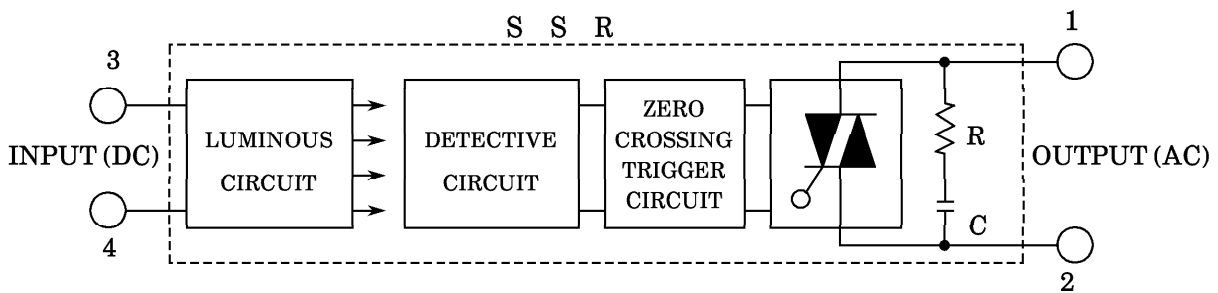 S S R
1
3
LUMINOUS
CIRCUIT
DETECTIVE
CIRCUIT
ZERO
CROSSING
TRIGGER
CIRCUIT
R
C
INPUT (DC)
OUTPUT (AC)
4
2